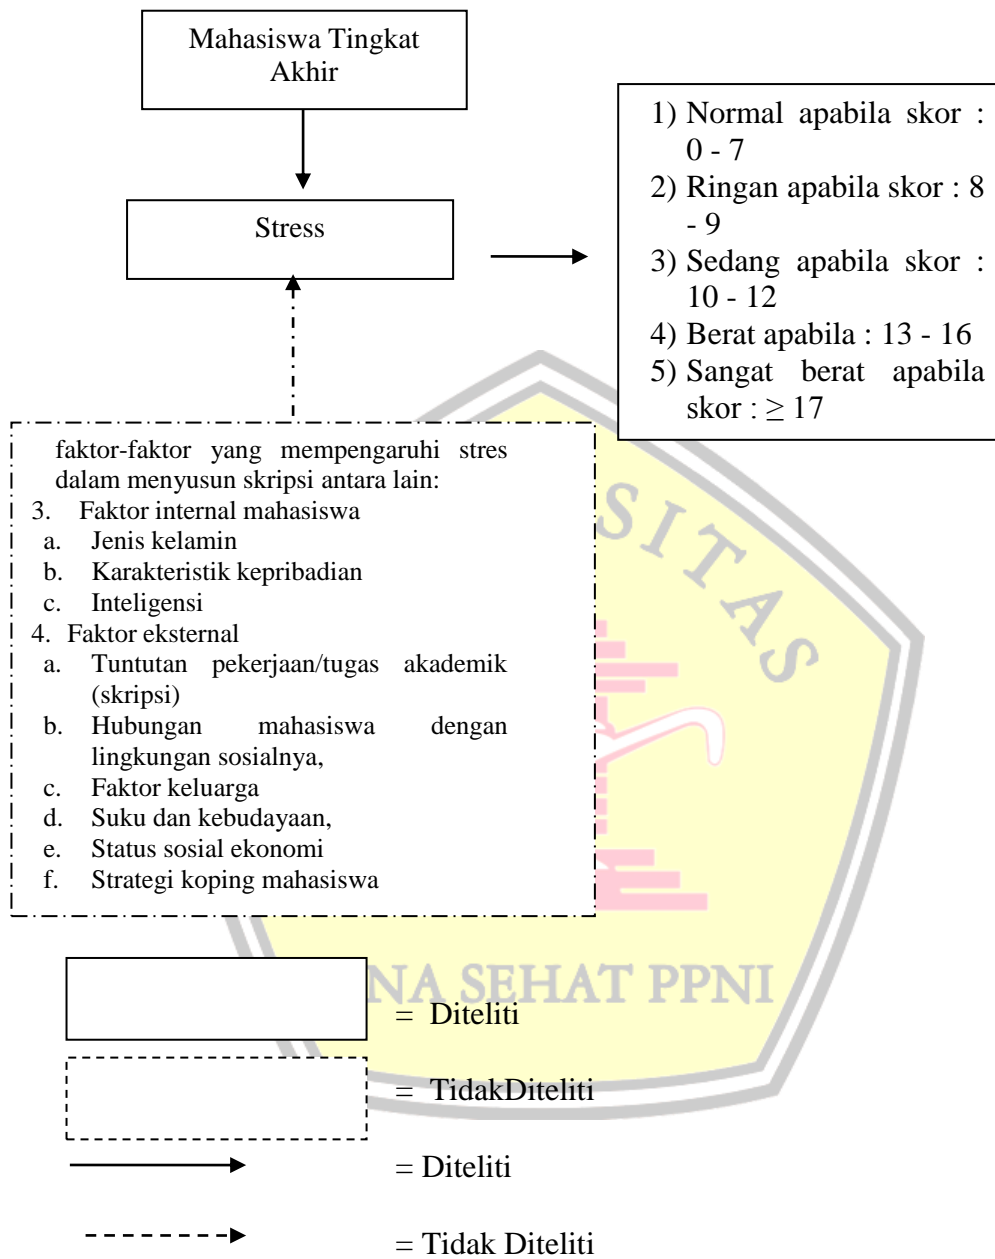 Mahasiswa Tingkat
Akhir
Stress
1) Normal apabila skor :
0 - 7
2) Ringan apabila skor : 8
- 9
3) Sedang apabila skor :
10 - 12
4) Berat apabila : 13 - 16
5) Sangat berat apabila
skor : ≥ 17
faktor-faktor yang mempengaruhi stres
dalam menyusun skripsi antara lain:
3. Faktor internal mahasiswa
a. Jenis kelamin
b. Karakteristik kepribadian
c. Inteligensi
4. Faktor eksternal
a. Tuntutan pekerjaan/tugas akademik
(skripsi)
b. Hubungan mahasiswa dengan
lingkungan sosialnya,
c. Faktor keluarga
d. Suku dan kebudayaan,
e. Status sosial ekonomi
f. Strategi koping mahasiswa
SITAS
NA SEHAT PPNI
= Diteliti
= TidakDiteliti
= Diteliti
= Tidak Diteliti